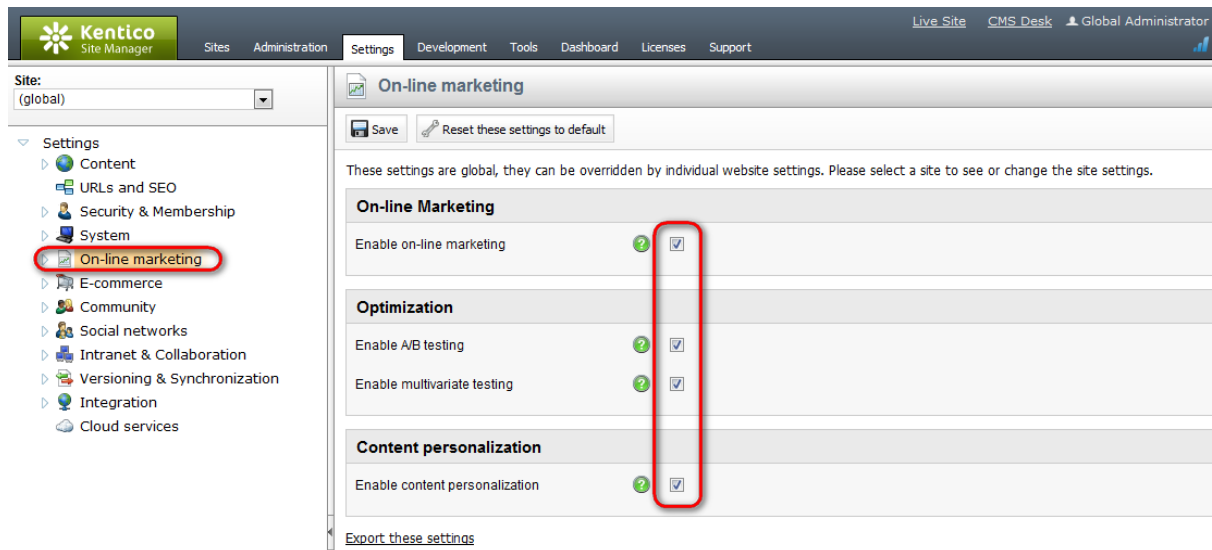 Live Site CMS Desk Global Administrator
Kentico
Site Manager
Sites Administration Settings Development Tools Dashboard Licenses Support
Site:
(global)
Settings
Content
URLs and SEO
Security & Membership
System
On-line marketing
E-commerce
Community
Social networks
Intranet & Collaboration
Versioning & Synchronization
Integration
Cloud services
On-line marketing
Save Reset these settings to default
These settings are global, they can be overridden by individual website settings. Please select a site to see or change the site settings.
On-line Marketing
Enable on-line marketing
Optimization
Enable A/B testing
Enable multivariate testing
Content personalization
Enable content personalization
Export these settings